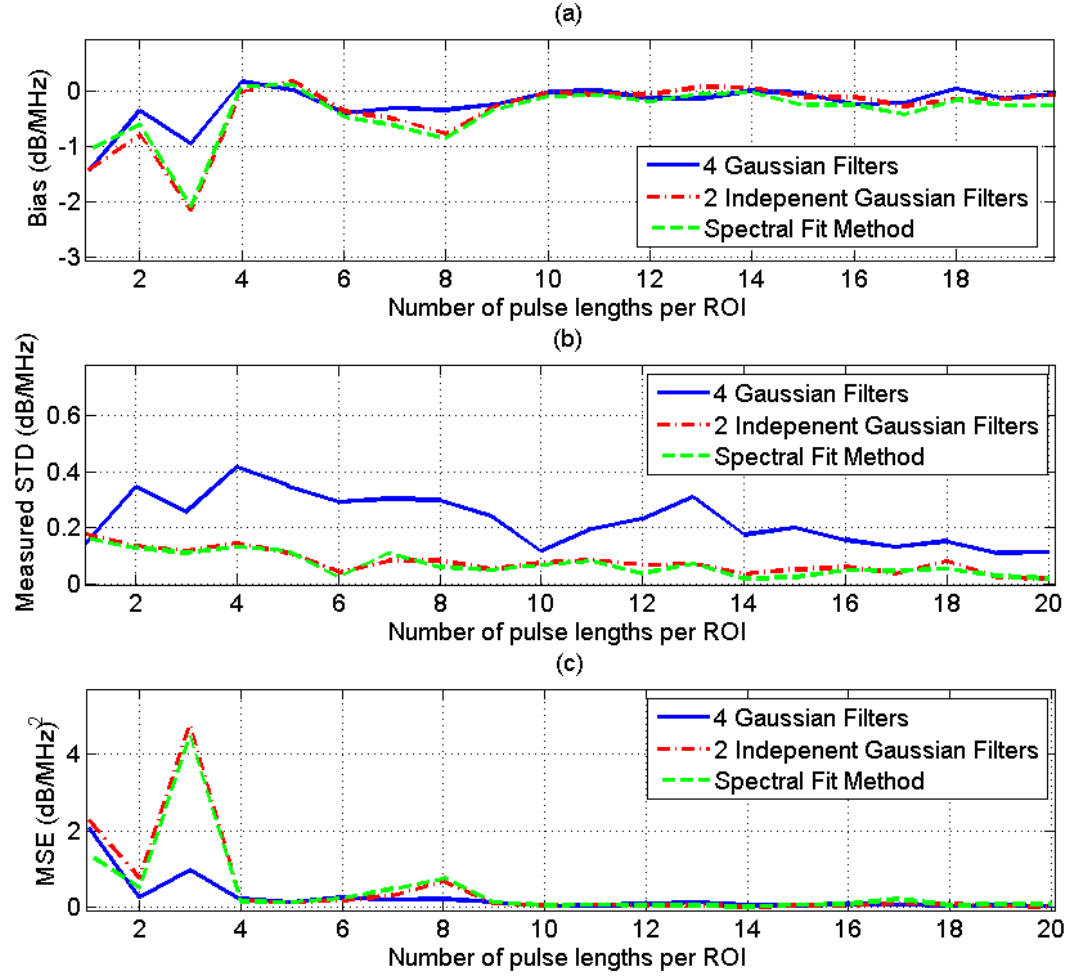 (a)
Bias (dB/MHz)
0
-1
-2
-3
4 Gaussian Filters
2 Indepenent Gaussian Filters
Spectral Fit Method
2 4 6 8 10 12 14 16 18
Number of pulse lengths per ROI
(b)
Measured STD (dB/MHz)
0.6
0.4
0.2
0
4 Gaussian Filters
2 Indepenent Gaussian Filters
Spectral Fit Method
2 4 6 8 10 12 14 16 18 20
Number of pulse lengths per ROI
(c)
MSE (dB/MHz)²
4
2
0
4 Gaussian Filters
2 Indepenent Gaussian Filters
Spectral Fit Method
2 4 6 8 10 12 14 16 18 20
Number of pulse lengths per ROI